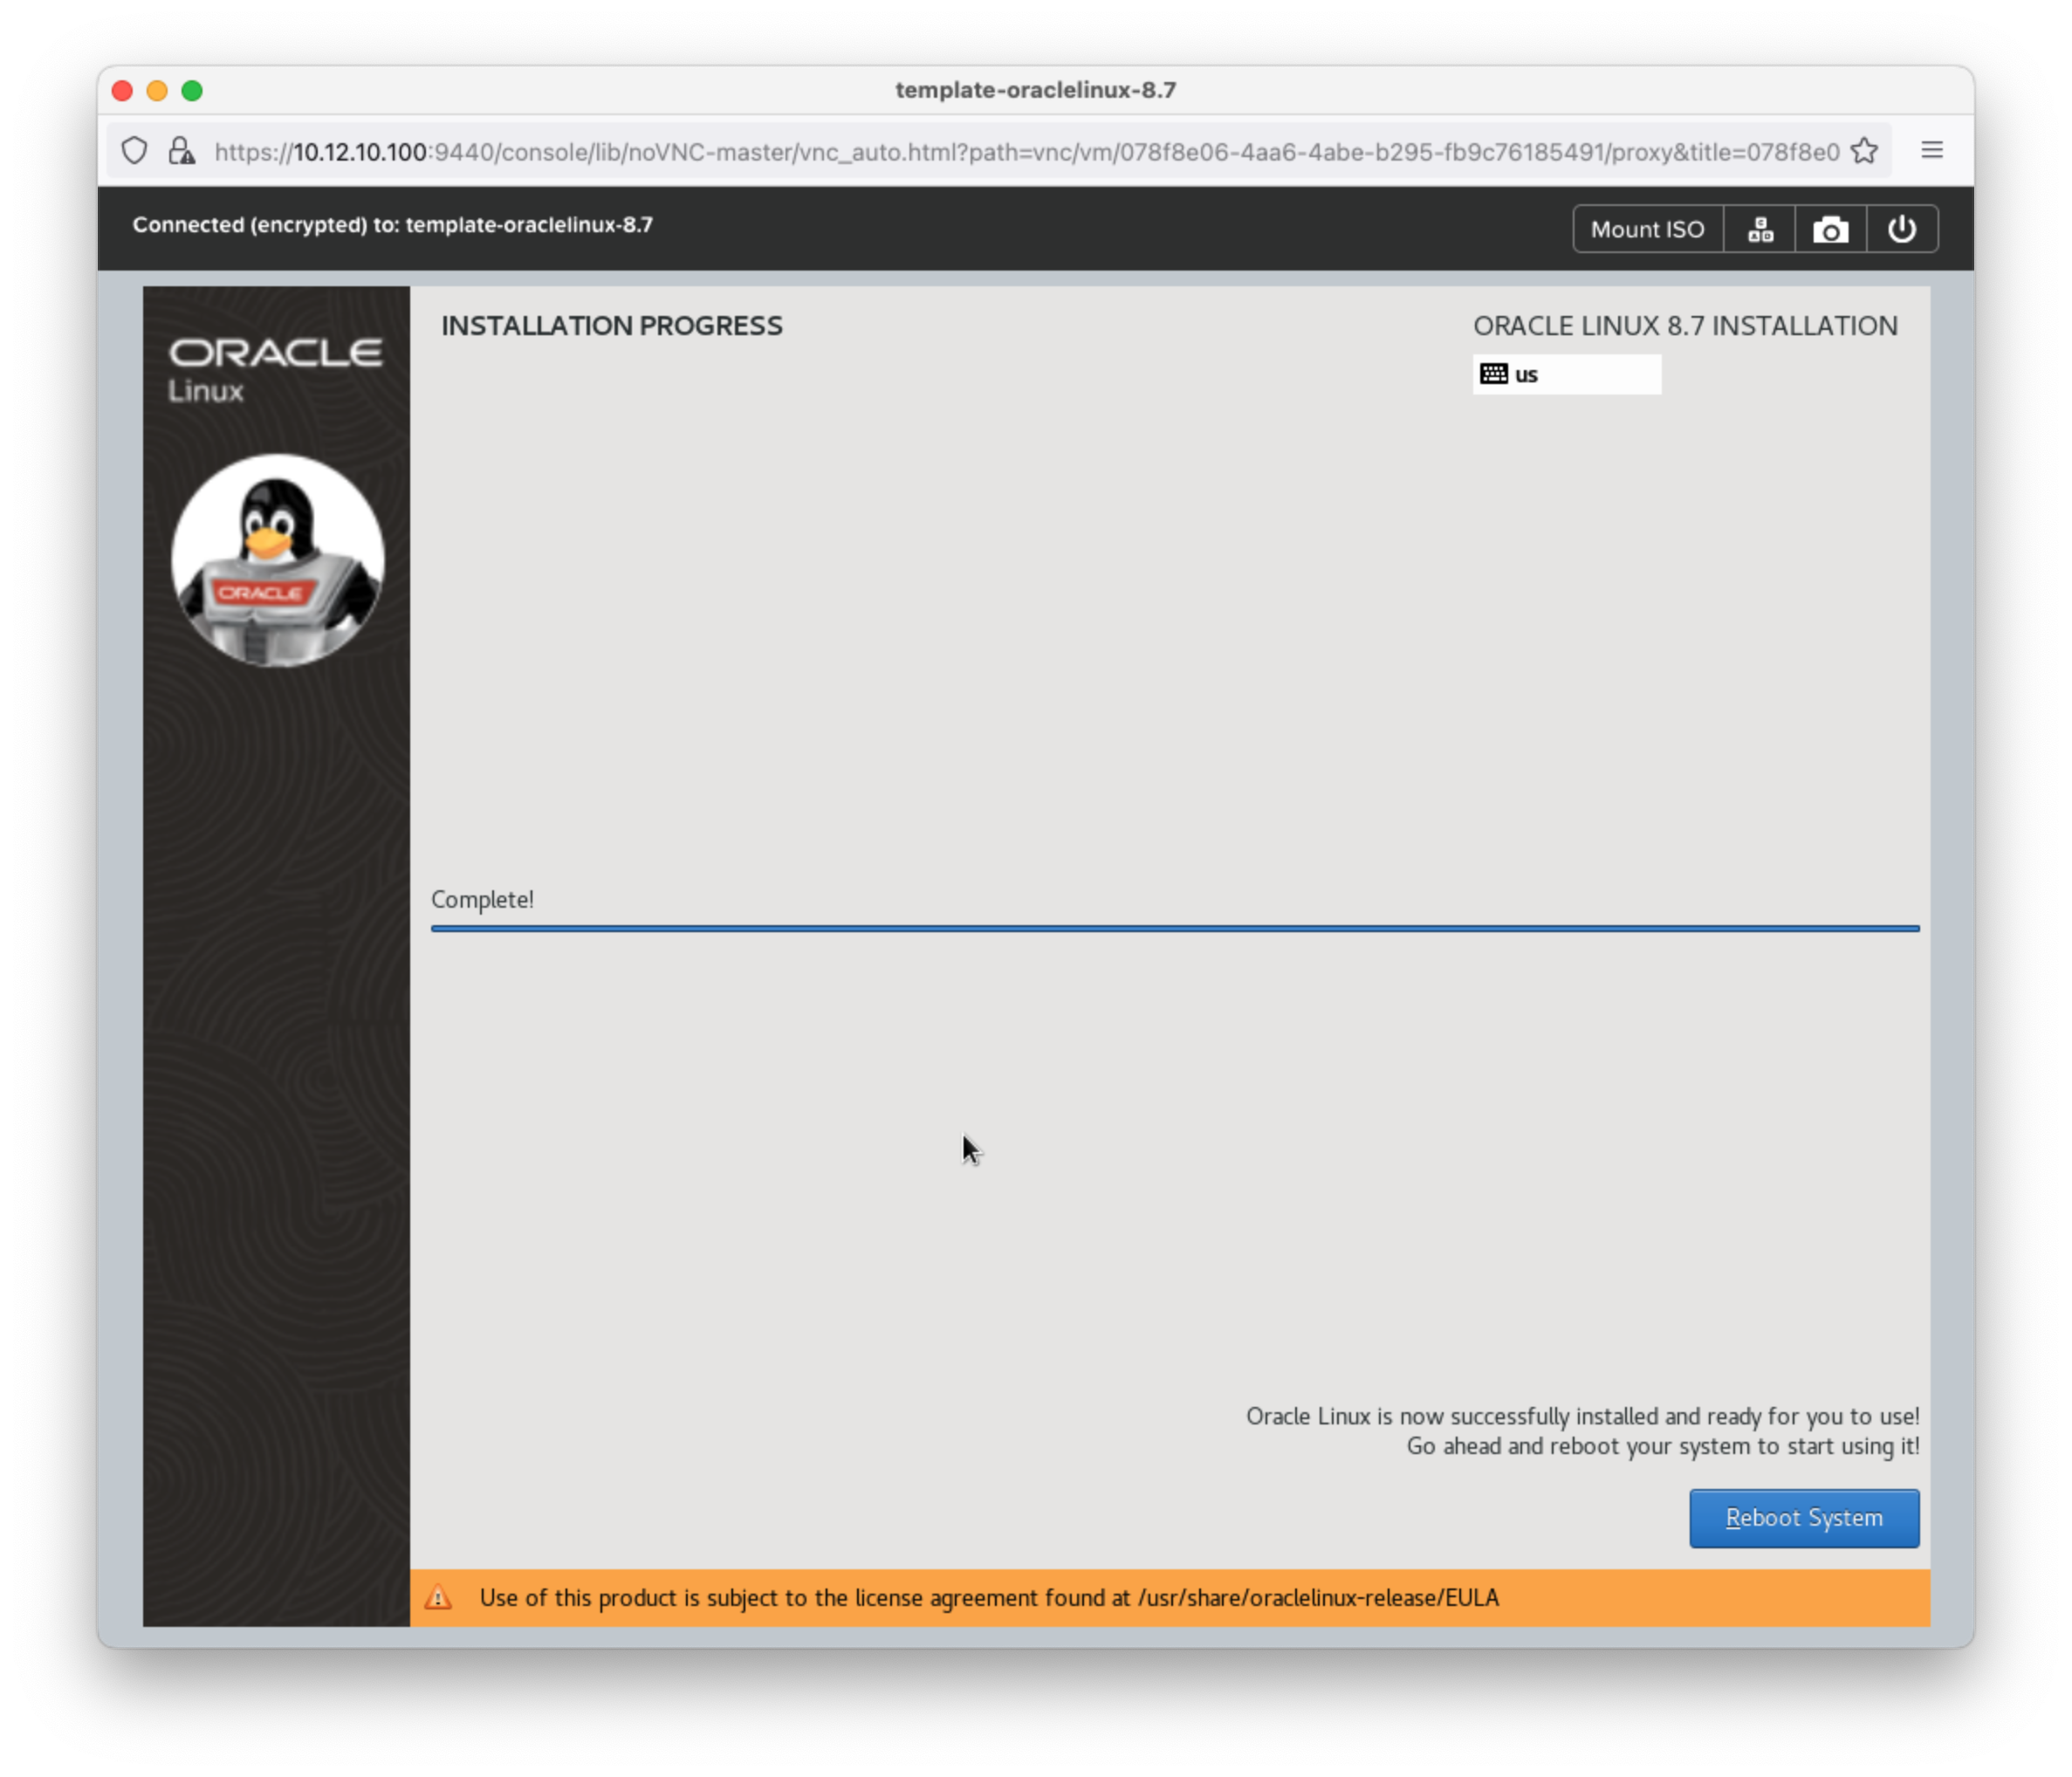 template-oraclelinux-8.7
https://10.12.10.100:9440/console/lib/noVNC-master/vnc_auto.html?path=vnc/vm/078f8e06-4aa6-4abe-b295-fb9c76185491/proxy&title=078f8e0
Connected (encrypted) to: template-oraclelinux-8.7
Mount ISO
C
A D
ORACLE
Linux
ORACLE
INSTALLATION PROGRESS
ORACLE LINUX 8.7 INSTALLATION
us
Complete!
Oracle Linux is now successfully installed and ready for you to use!
Go ahead and reboot your system to start using it!
Reboot System
Use of this product is subject to the license agreement found at /usr/share/oraclelinux-release/EULA